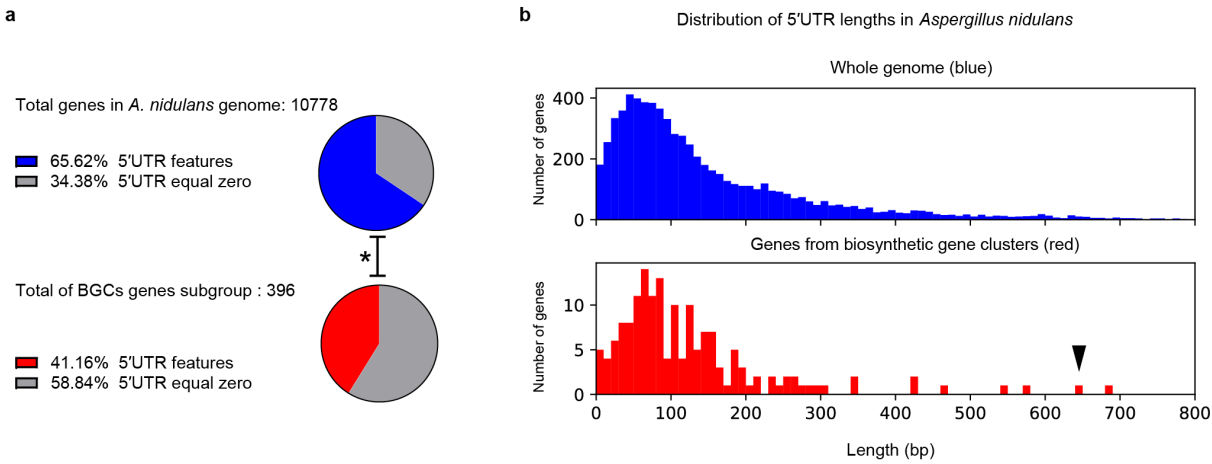 a
Total genes in A. nidulans genome: 10778
65.62% 5′UTR features
34.38% 5′UTR equal zero
*
Total of BGCs genes subgroup : 396
41.16% 5′UTR features
58.84% 5′UTR equal zero
b
Distribution of 5′UTR lengths in Aspergillus nidulans
Whole genome (blue)
Number of genes
400
200
0
Genes from biosynthetic gene clusters (red)
Number of genes
10
5
0
0 100 200 300 400 500 600 700 800
Length (bp)